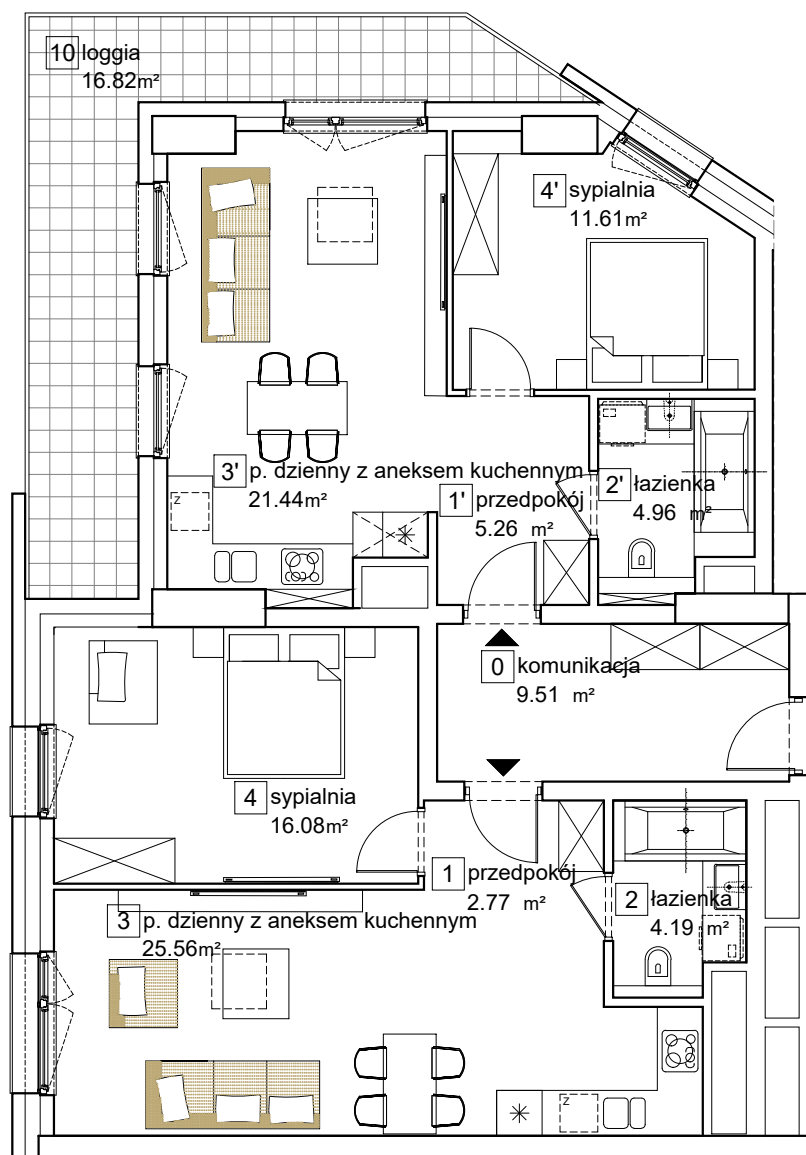 10 loggia
16.82m²
4' sypialnia
11.61m²
3' p. dzienny z aneksem kuchennym
21.44m²
1' przedpokój
5.26 m²
2' łazienka
4.96 m²
z
0 komunikacja
9.51 m²
4 sypialnia
16.08m²
1 przedpokój
2.77 m²
2 łazienka
4.19 m²
3 p. dzienny z aneksem kuchennym
25.56m²
z